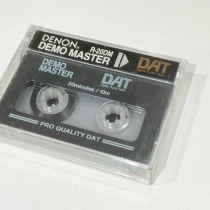 DENON®
DEMO MASTER R-20DM DAT
DEMO
MASTER
DAT
20minutes / 10m
PRO QUALITY DAT